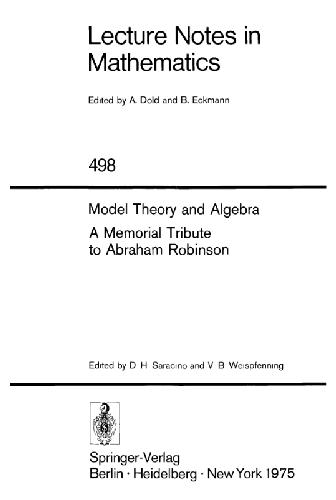 Lecture Notes in
Mathematics
Edited by A. Dold and B. Eckmann
498
Model Theory and Algebra
A Memorial Tribute
to Abraham Robinson
Edited by D. H. Saracino and V. B. Weispfenning
Springer-Verlag
Berlin · Heidelberg · New York 1975